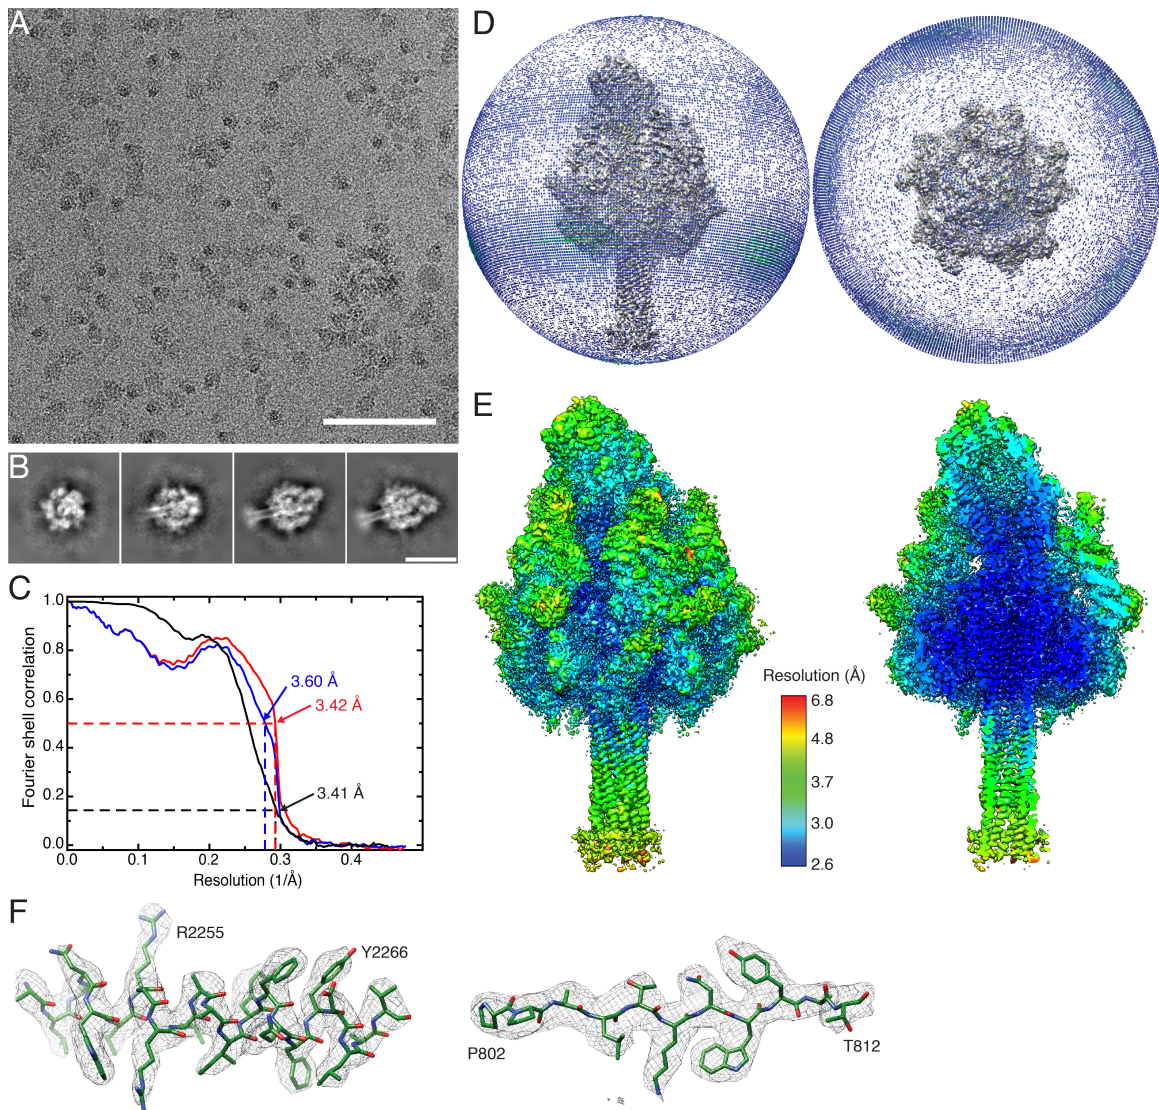 A
B
C
1.0
0.8
0.6
0.4
0.2
0.0
Fourier shell correlation
3.60 Å
3.42 Å
3.41 Å
0.0 0.1 0.2 0.3 0.4
Resolution (1/Å)
D
E
Resolution (Å)
6.8
4.8
3.7
3.0
2.6
F
R2255
Y2266
P802
T812